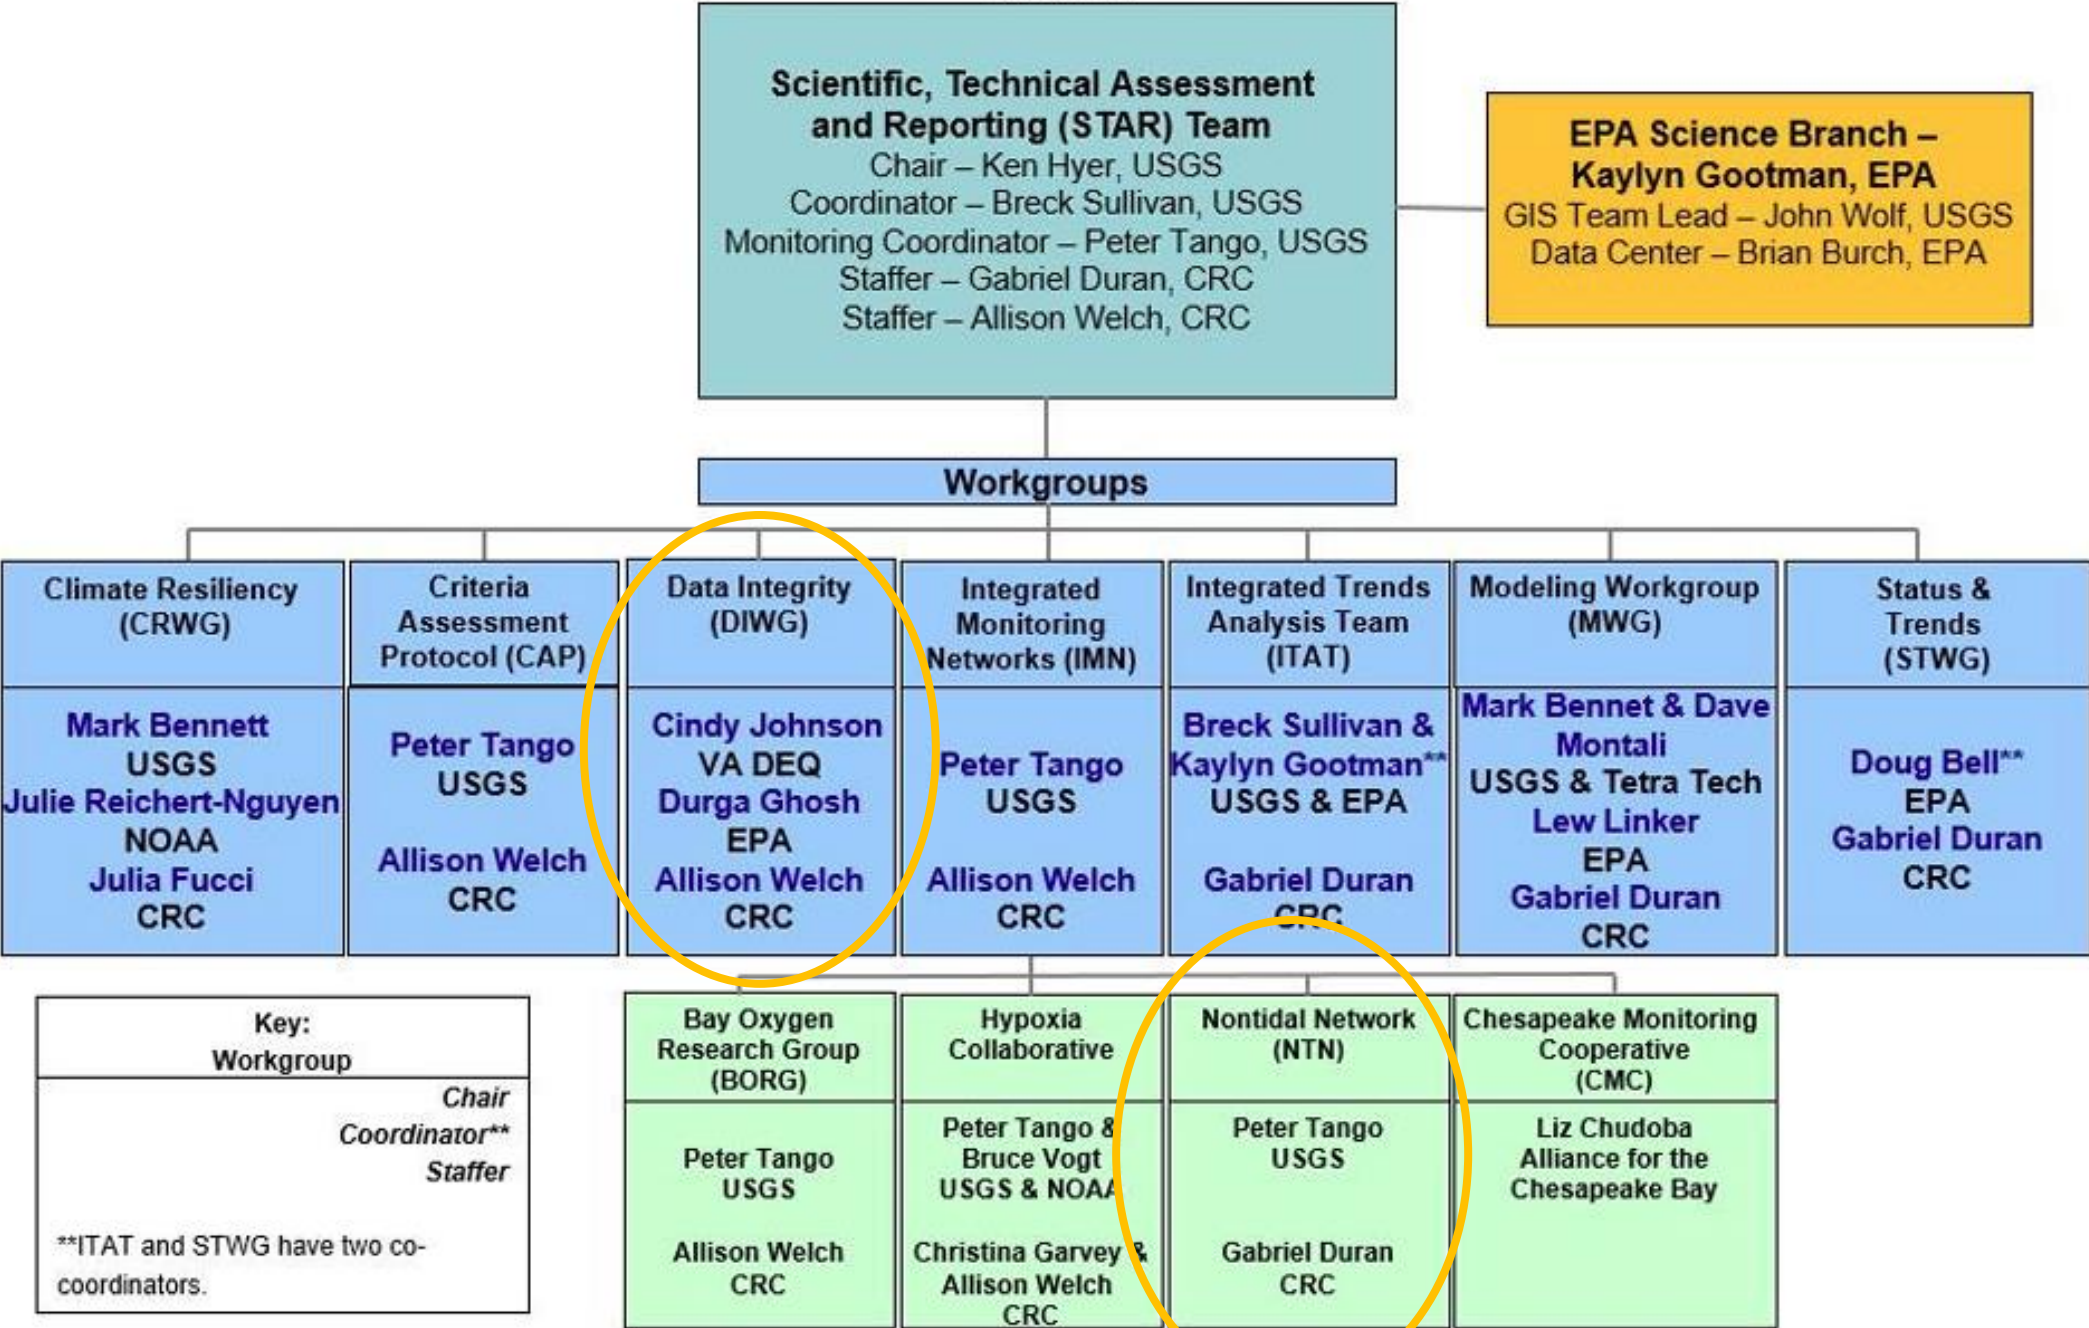 Scientific, Technical Assessment
and Reporting (STAR) Team
Chair – Ken Hyer, USGS
Coordinator – Breck Sullivan, USGS
Monitoring Coordinator – Peter Tango, USGS
Staffer – Gabriel Duran, CRC
Staffer – Allison Welch, CRC
EPA Science Branch –
Kaylyn Gootman, EPA
GIS Team Lead – John Wolf, USGS
Data Center – Brian Burch, EPA
Workgroups
Climate Resiliency
(CRWG)
Mark Bennett
USGS
Julie Reichert-Nguyen
NOAA
Julia Fucci
CRC
Criteria
Assessment
Protocol (CAP)
Peter Tango
USGS
Allison Welch
CRC
Data Integrity
(DIWG)
Cindy Johnson
VA DEQ
Durga Ghosh
EPA
Allison Welch
CRC
Integrated
Monitoring
Networks (IMN)
Peter Tango
USGS
Allison Welch
CRC
Integrated Trends
Analysis Team
(ITAT)
Breck Sullivan &
Kaylyn Gootman**
USGS & EPA
Gabriel Duran
CRC
Modeling Workgroup
(MWG)
Mark Bennet & Dave
Montali
USGS & Tetra Tech
Lew Linker
EPA
Gabriel Duran
CRC
Status &
Trends
(STWG)
Doug Bell**
EPA
Gabriel Duran
CRC
Key:
Workgroup
Chair
Coordinator**
Staffer
**ITAT and STWG have two co-
coordinators.
Bay Oxygen
Research Group
(BORG)
Peter Tango
USGS
Allison Welch
CRC
Hypoxia
Collaborative
Peter Tango &
Bruce Vogt
USGS & NOAA
Christina Garvey &
Allison Welch
CRC
Nontidal Network
(NTN)
Peter Tango
USGS
Gabriel Duran
CRC
Chesapeake Monitoring
Cooperative
(CMC)
Liz Chudoba
Alliance for the
Chesapeake Bay